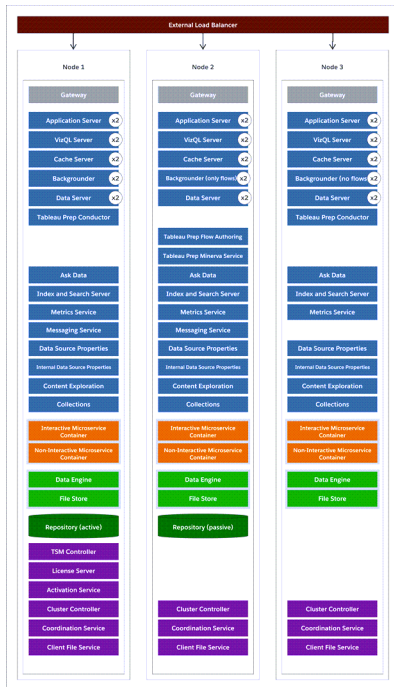 External Load Balancer
Node 1
Gateway
Application Server x2
VizQL Server x2
Cache Server x2
Backgrounder x2
Data Server x2
Tableau Prep Conductor
Ask Data
Index and Search Server
Metrics Service
Messaging Service
Data Source Properties
Internal Data Source Properties
Content Exploration
Collections
Interactive Microservice
Container
Non-Interactive Microservice
Container
Data Engine
File Store
Repository (active)
TSM Controller
License Server
Activation Service
Cluster Controller
Coordination Service
Client File Service
Node 2
Gateway
Application Server x2
VizQL Server x2
Cache Server x2
Backgrounder (only flows) x2
Data Server x2
Tableau Prep Flow Authoring
Tableau Prep Minerva Service
Ask Data
Index and Search Server
Metrics Service
Messaging Service
Data Source Properties
Internal Data Source Properties
Content Exploration
Collections
Interactive Microservice
Container
Non-Interactive Microservice
Container
Data Engine
File Store
Repository (passive)
Cluster Controller
Coordination Service
Client File Service
Node 3
Gateway
Application Server x2
VizQL Server x2
Cache Server x2
Backgrounder (no flows x2
Data Server x2
Tableau Prep Conductor
Ask Data
Index and Search Server
Metrics Service
Data Source Properties
Internal Data Source Properties
Content Exploration
Collections
Interactive Microservice
Container
Non-Interactive Microservice
Container
Data Engine
File Store
Cluster Controller
Coordination Service
Client File Service